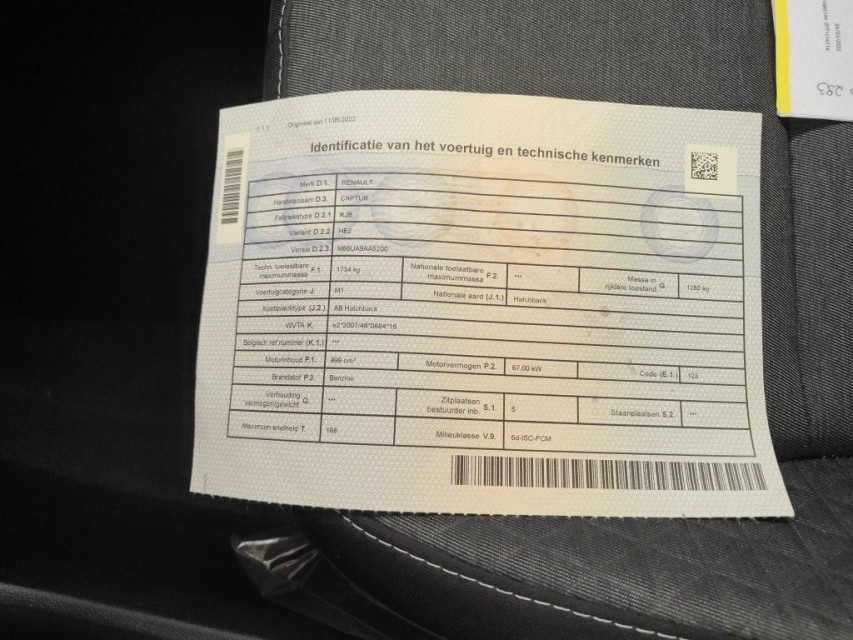 Origineel van 11/05/2022
Identificatie van het voertuig en technische kenmerken
Merk D.1. RENAULT
Handelsnaam D.3. CAPTUR
Fabriekstype D.2.1 RJB
Variant D.2.2 HE2
Versie D.2.3. M66UA9AA5200
Techn. toelaatbare maximummassa F.1. 1734 kg Nationale toelaatbare maximummassa F.2. --- Massa in rijklare toestand G. 1280 kg
Voertuigcategorie J. M1 Nationale aard (J.1.) Hatchback
Koetswerktype (J.2.) AB Hatchback
WVTA K. e2*2007/46*0684*16
Belgisch ref.nummer (K.1.) ---
Motorinhoud P.1. 999 cm³ Motorvermogen P.2. 67,00 kW Code (E.1.) 123
Brandstof P.3. Benzine
Verhouding vermogen/gewicht Q. --- Zitplaatsen bestuurder inb. S.1. 5 Staanplaatsen S.2. ---
Maximum snelheid T. 168 Milieuklasse V.9. 6d-ISC-FCM
283